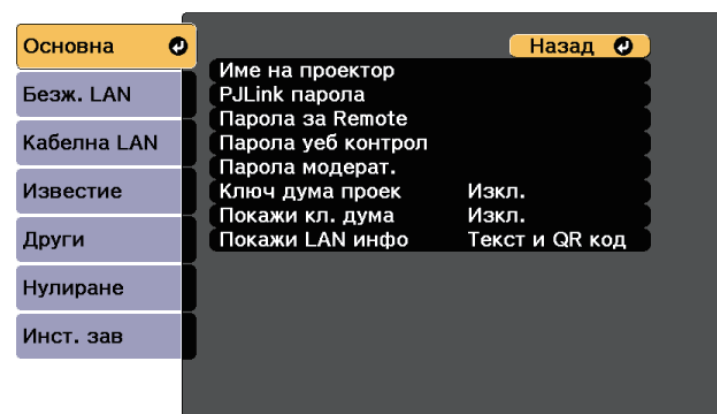 Основна
Безж. LAN
Кабелна LAN
Известие
Други
Нулиране
Инст. зав
Назад
Име на проектор
PJLink парола
Парола за Remote
Парола уеб контрол
Парола модерат.
Ключ дума проек Изкл.
Покажи кл. дума Изкл.
Покажи LAN инфо Текст и QR код